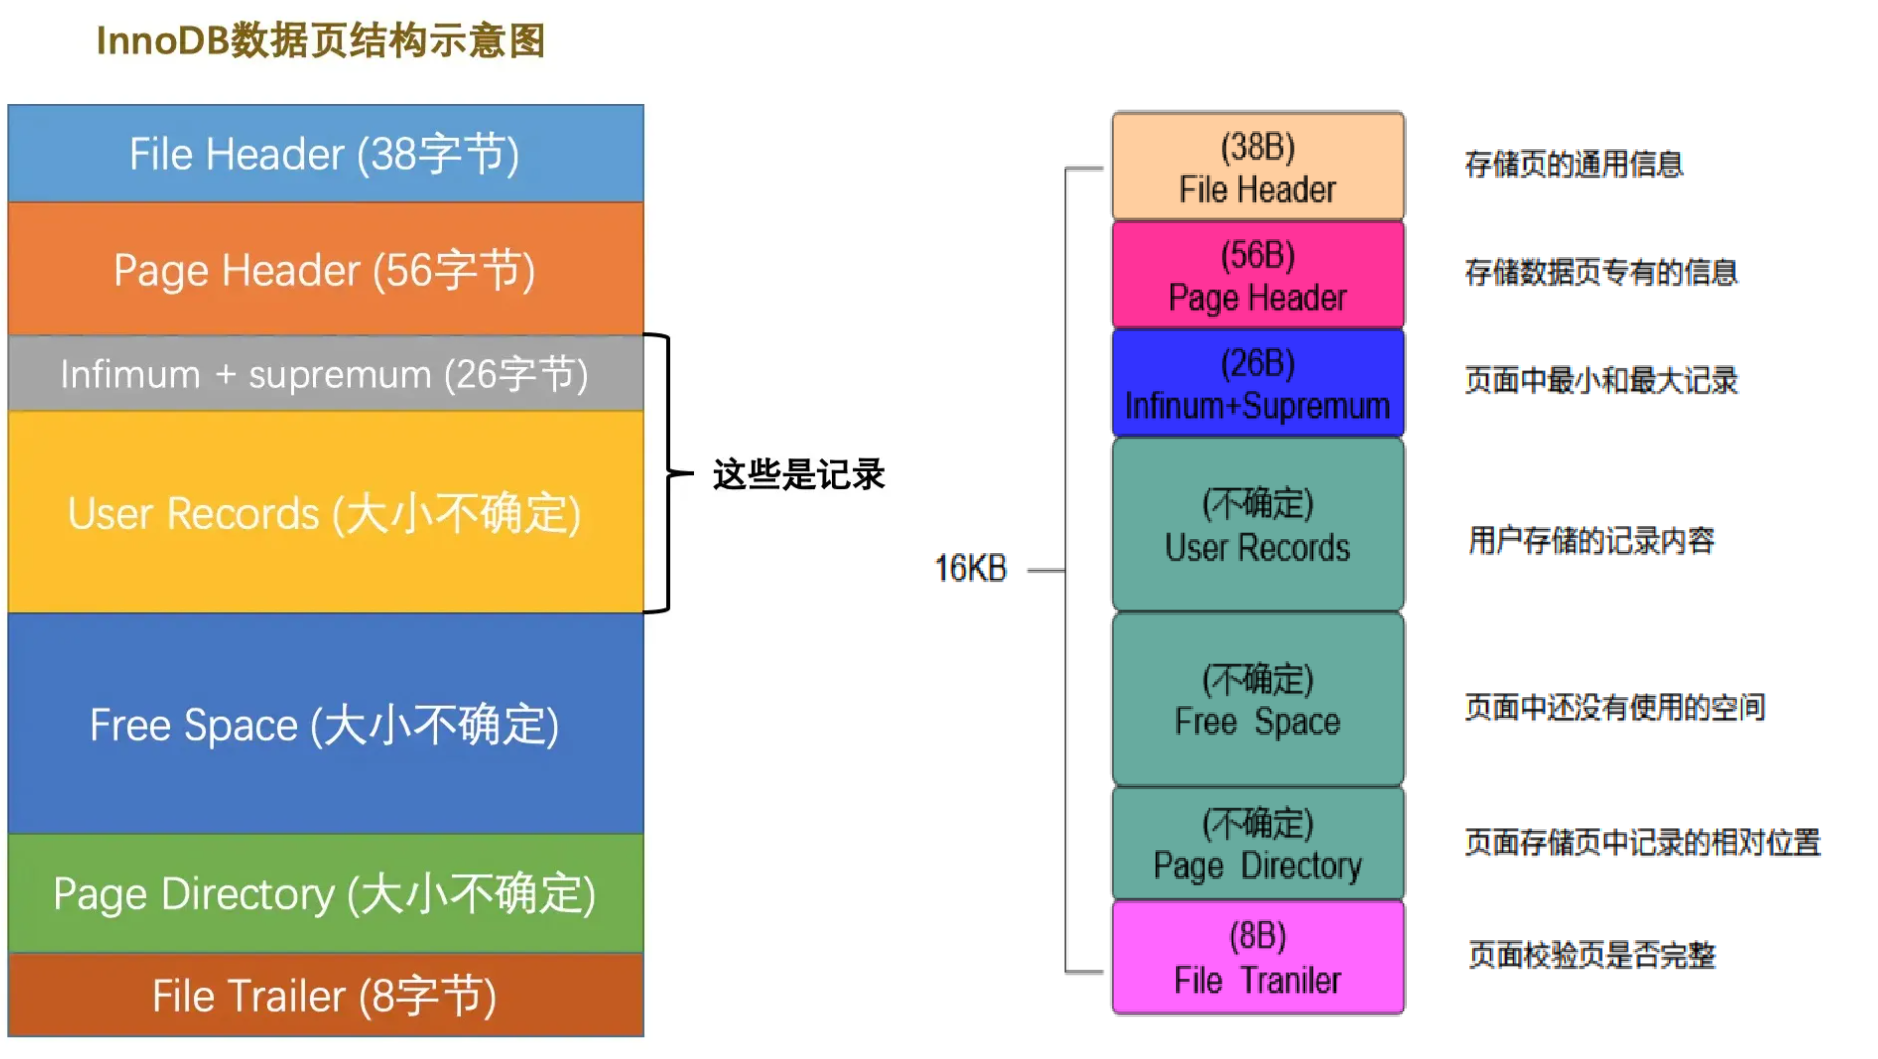 InnoDB数据页结构示意图
File Header (38字节)
Page Header (56字节)
Infimum + supremum (26字节)
User Records (大小不确定)
Free Space (大小不确定)
Page Directory (大小不确定)
File Trailer (8字节)
这些是记录
16KB
(38B)
File Header
存储页的通用信息
(56B)
Page Header
存储数据页专有的信息
(26B)
Infinum+Supremum
页面中最小和最大记录
(不确定)
User Records
用户存储的记录内容
(不确定)
Free Space
页面中还没有使用的空间
(不确定)
Page Directory
页面存储页中记录的相对位置
(8B)
File Traniler
页面校验页是否完整